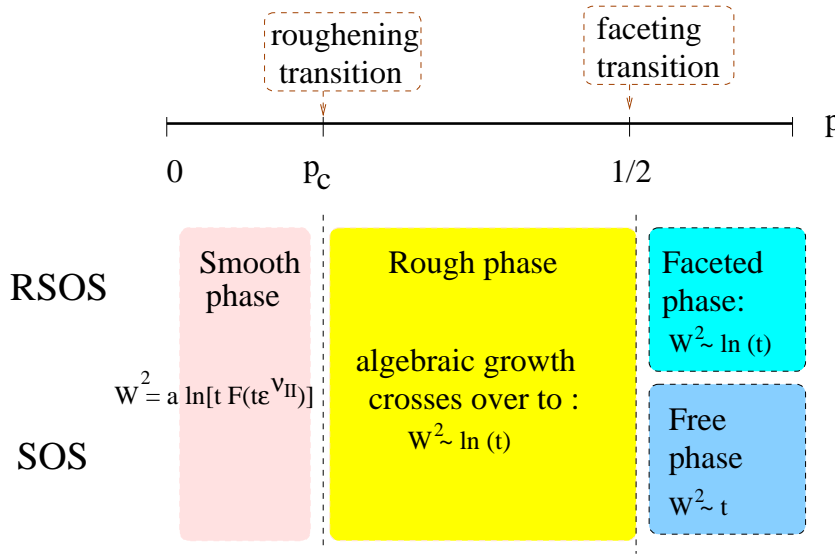 roughening
transition
faceting
transition
p
0
p_c
1/2
RSOS
Smooth
phase
Rough phase
Faceted
phase:
W² ~ ln (t)
W² = a ln[t F(tε^ν_II)]
algebraic growth
crosses over to :
W² ~ ln (t)
SOS
Free
phase
W² ~ t